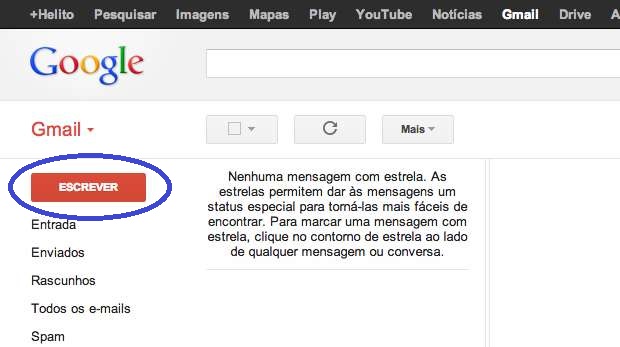 +Helito Pesquisar Imagens Mapas Play YouTube Notícias Gmail Drive A
Google
Gmail
Mais
ESCREVER
Entrada
Enviados
Rascunhos
Todos os e-mails
Spam
Nenhuma mensagem com estrela. As
estrelas permitem dar às mensagens um
status especial para torná-las mais fáceis de
encontrar. Para marcar uma mensagem com
estrela, clique no contorno de estrela ao lado
de qualquer mensagem ou conversa.